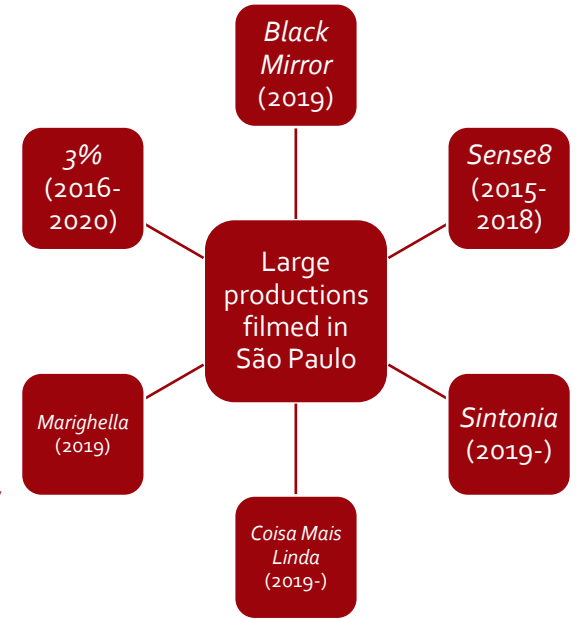 Black
Mirror
(2019)
3%
(2016-
2020)
Sense8
(2015-
2018)
Large
productions
filmed in
São Paulo
Marighella
(2019)
Sintonia
(2019-)
Coisa Mais
Linda
(2019-)